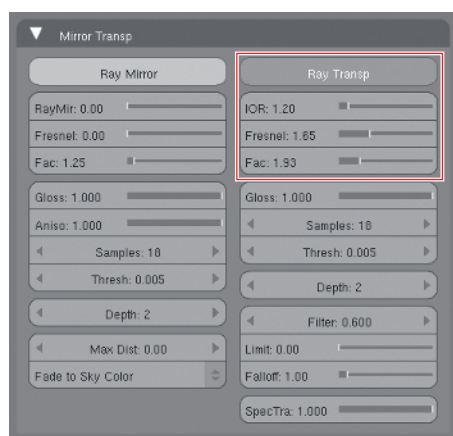 Mirror Transp
Ray Mirror
RayMir: 0.00
Fresnel: 0.00
Fac: 1.25
Gloss: 1.000
Aniso: 1.000
Samples: 18
Thresh: 0.005
Depth: 2
Max Dist: 0.00
Fade to Sky Color
Ray Transp
IOR: 1.20
Fresnel: 1.65
Fac: 1.93
Gloss: 1.000
Samples: 18
Thresh: 0.005
Depth: 2
Filter: 0.600
Limit: 0.00
Falloff: 1.00
SpecTra: 1.000